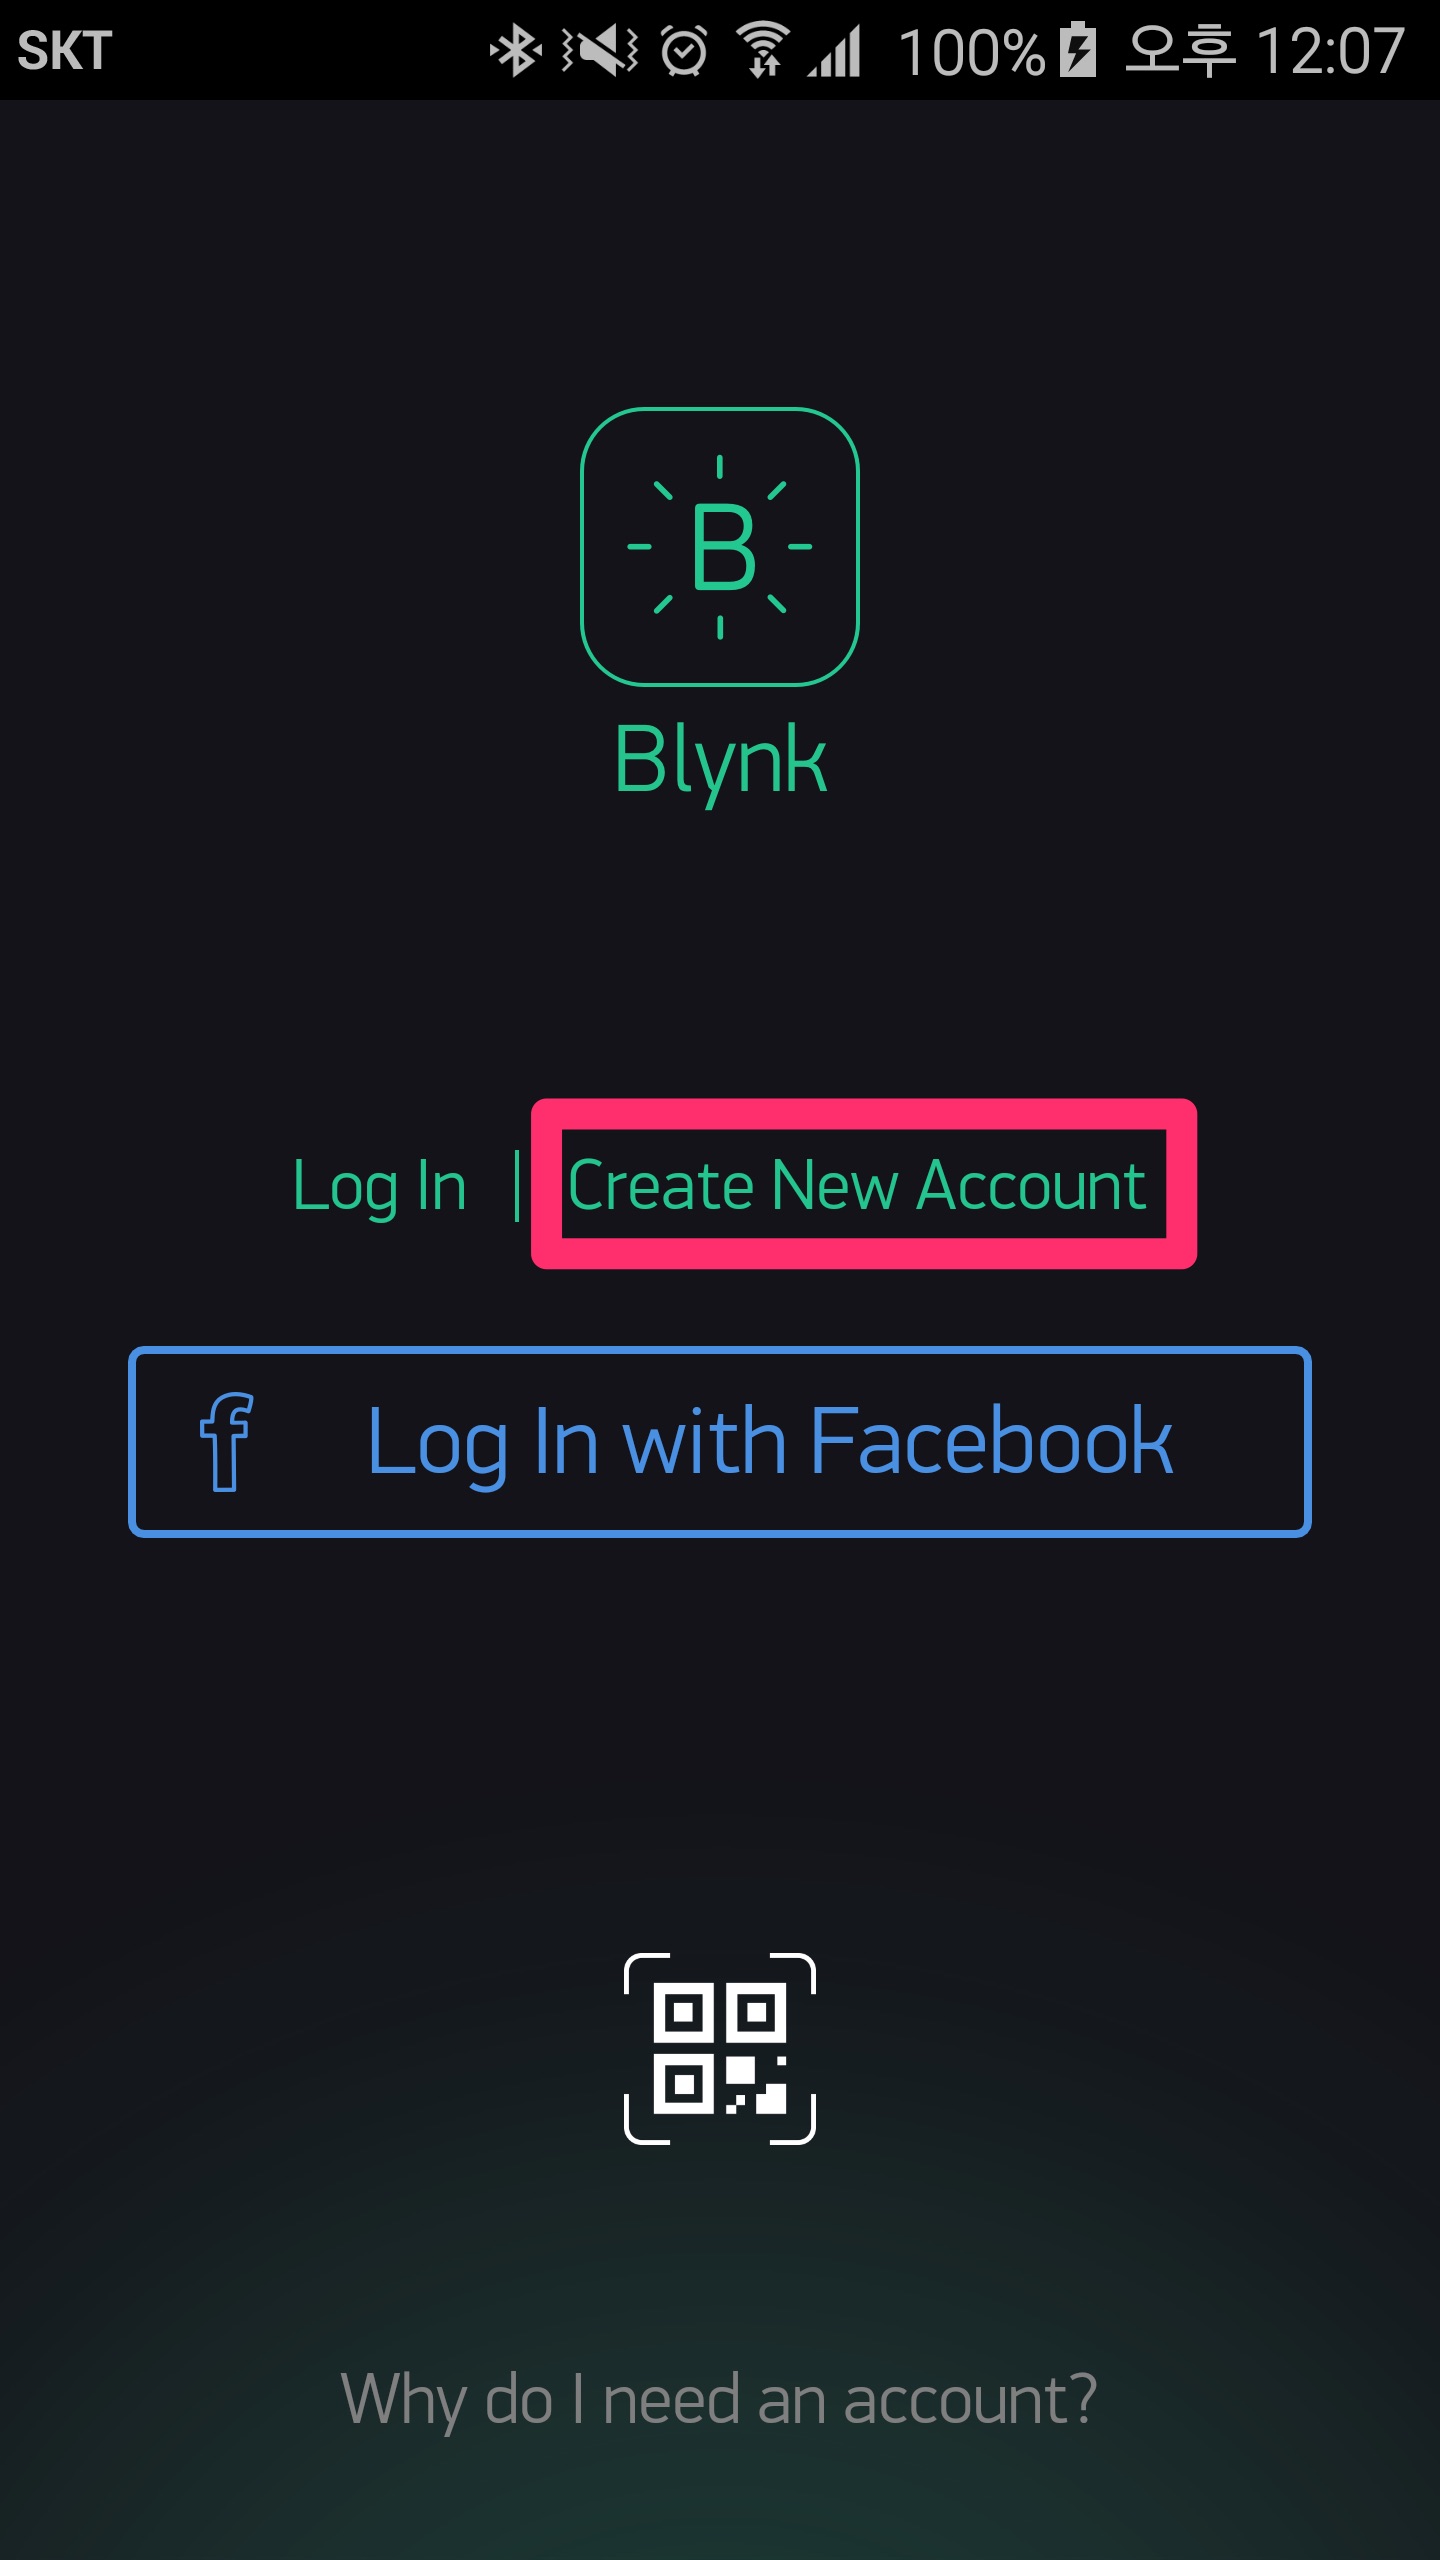 SKT 100% 오후 12:07
B
Blynk
Log In | Create New Account
f Log In with Facebook
Why do I need an account?